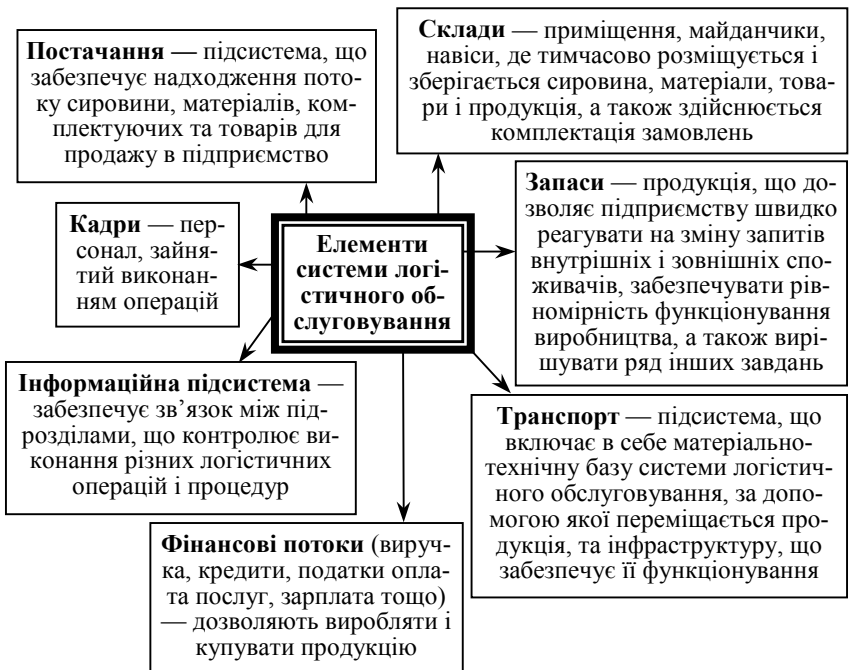 Постачання — підсистема, що
забезпечує надходження пото-
ку сировини, матеріалів, ком-
плектуючих та товарів для
продажу в підприємство
Склади — приміщення, майданчики,
навіси, де тимчасово розміщується і
зберігається сировина, матеріали, това-
ри і продукція, а також здійснюється
комплектація замовлень
Кадри — пер-
сонал, зайня-
тий виконан-
ням операцій
Елементи
системи логі-
стичного об-
слуговування
Запаси — продукція, що до-
зволяє підприємству швидко
реагувати на зміну запитів
внутрішніх і зовнішніх спо-
живачів, забезпечувати рів-
номірність функціонування
виробництва, а також вирі-
шувати ряд інших завдань
Інформаційна підсистема —
забезпечує зв’язок між під-
розділами, що контролює ви-
конання різних логістичних
операцій і процедур
Транспорт — підсистема, що
включає в себе матеріально-
технічну базу системи логістич-
ного обслуговування, за допо-
могою якої переміщається про-
дукція, та інфраструктуру, що
забезпечує її функціонування
Фінансові потоки (вируч-
ка, кредити, податки опла-
та послуг, зарплата тощо)
— дозволяють виробляти і
купувати продукцію